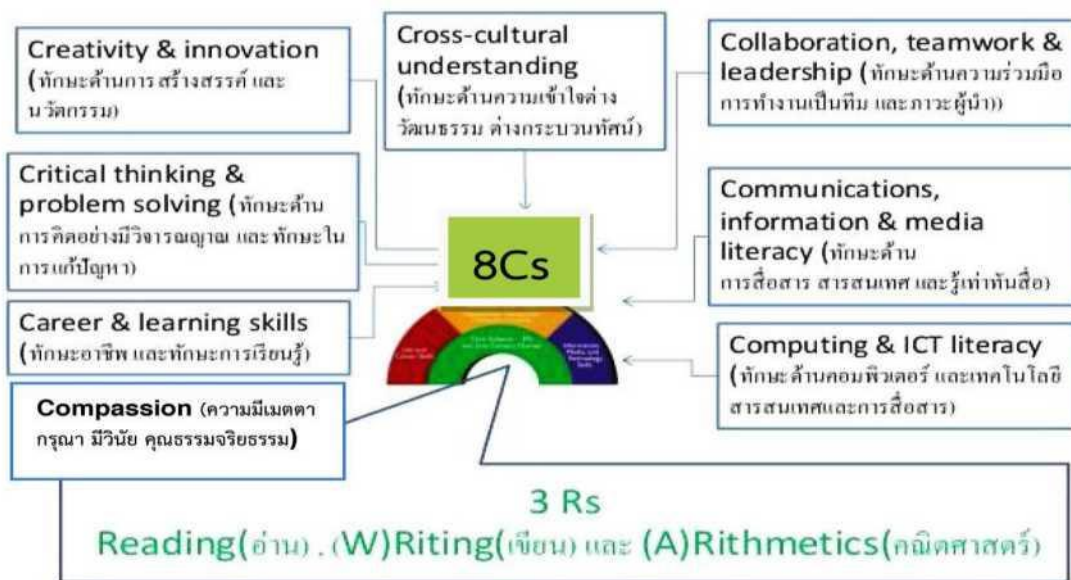 Creativity & innovation
(ทักษะด้านการสร้างสรรค์ และ
นวัตกรรม)
Cross-cultural
understanding
(ทักษะด้านความเข้าใจต่าง
วัฒนธรรม ต่างกระบวนทัศน์)
Collaboration, teamwork &
leadership (ทักษะด้านความร่วมมือ
การทำงานเป็นทีม และภาวะผู้นำ))
Critical thinking &
problem solving (ทักษะด้าน
การคิดอย่างมีวิจารณญาณ และทักษะใน
การแก้ปัญหา)
8Cs
Communications,
information & media
literacy (ทักษะด้าน
การสื่อสาร สารสนเทศ และรู้เท่าทันสื่อ)
Career & learning skills
(ทักษะอาชีพ และทักษะการเรียนรู้)
Computing & ICT literacy
(ทักษะด้านคอมพิวเตอร์ และเทคโนโลยี
สารสนเทศและการสื่อสาร)
Compassion (ความมีเมตตา
กรุณา มีวินัย คุณธรรมจริยธรรม)
3 Rs
Reading(อ่าน) , (W)Riting(เขียน) และ (A)Rithmetics(คณิตศาสตร์)